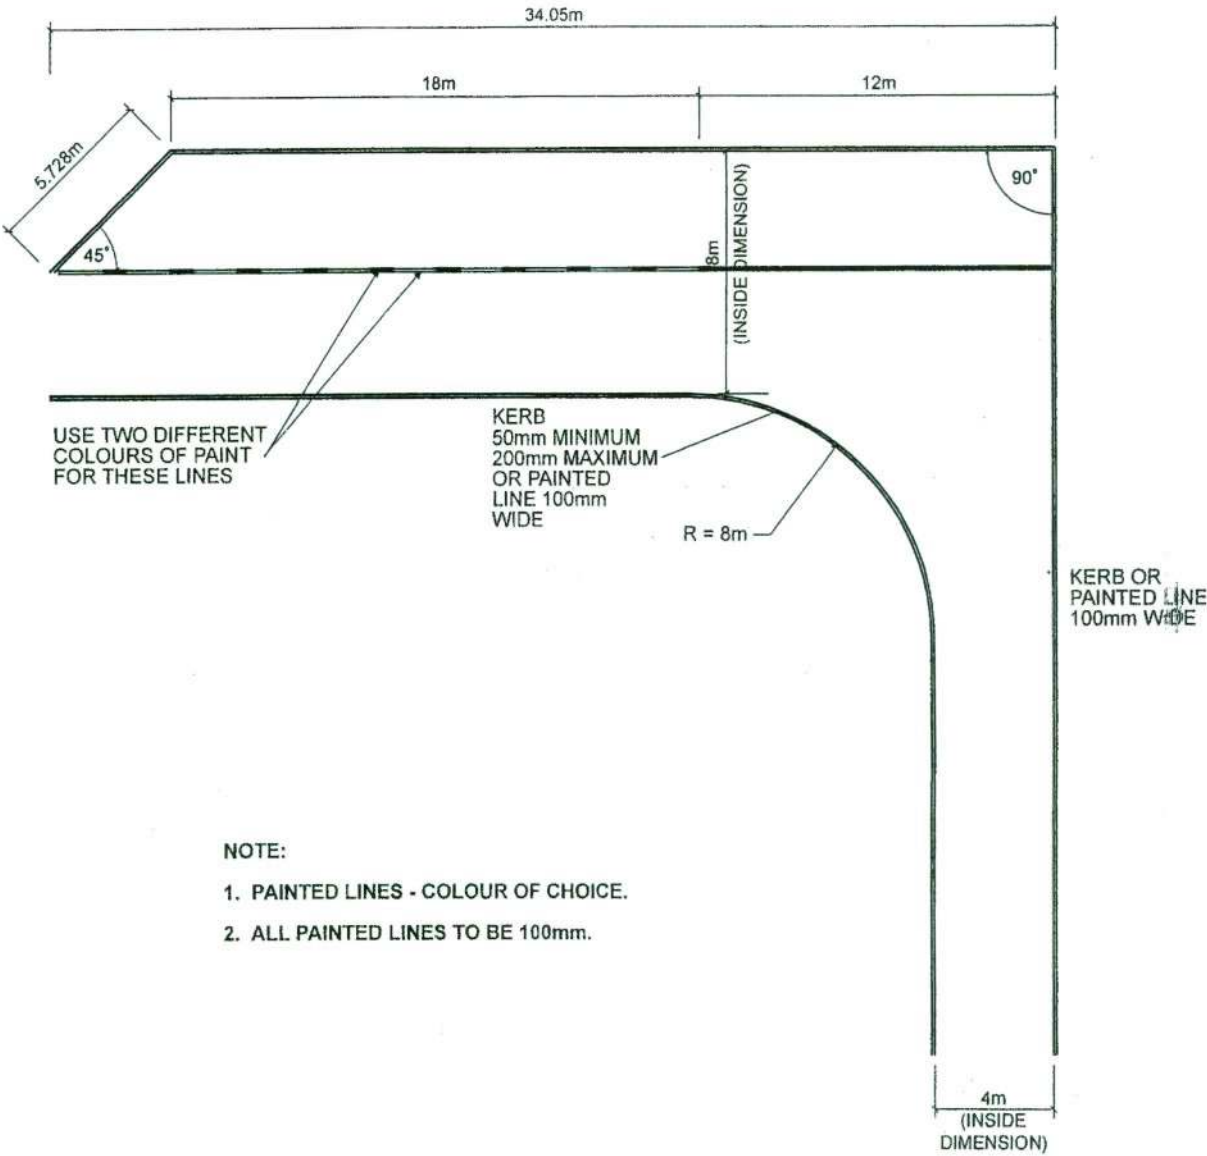 34.05m
18m
12m
5.728m
90°
45°
8m
(INSIDE DIMENSION)
USE TWO DIFFERENT
COLOURS OF PAINT
FOR THESE LINES
KERB
50mm MINIMUM
200mm MAXIMUM
OR PAINTED
LINE 100mm
WIDE
R = 8m
KERB OR
PAINTED LINE
100mm WIDE
NOTE:
1. PAINTED LINES - COLOUR OF CHOICE.
2. ALL PAINTED LINES TO BE 100mm.
4m
(INSIDE
DIMENSION)